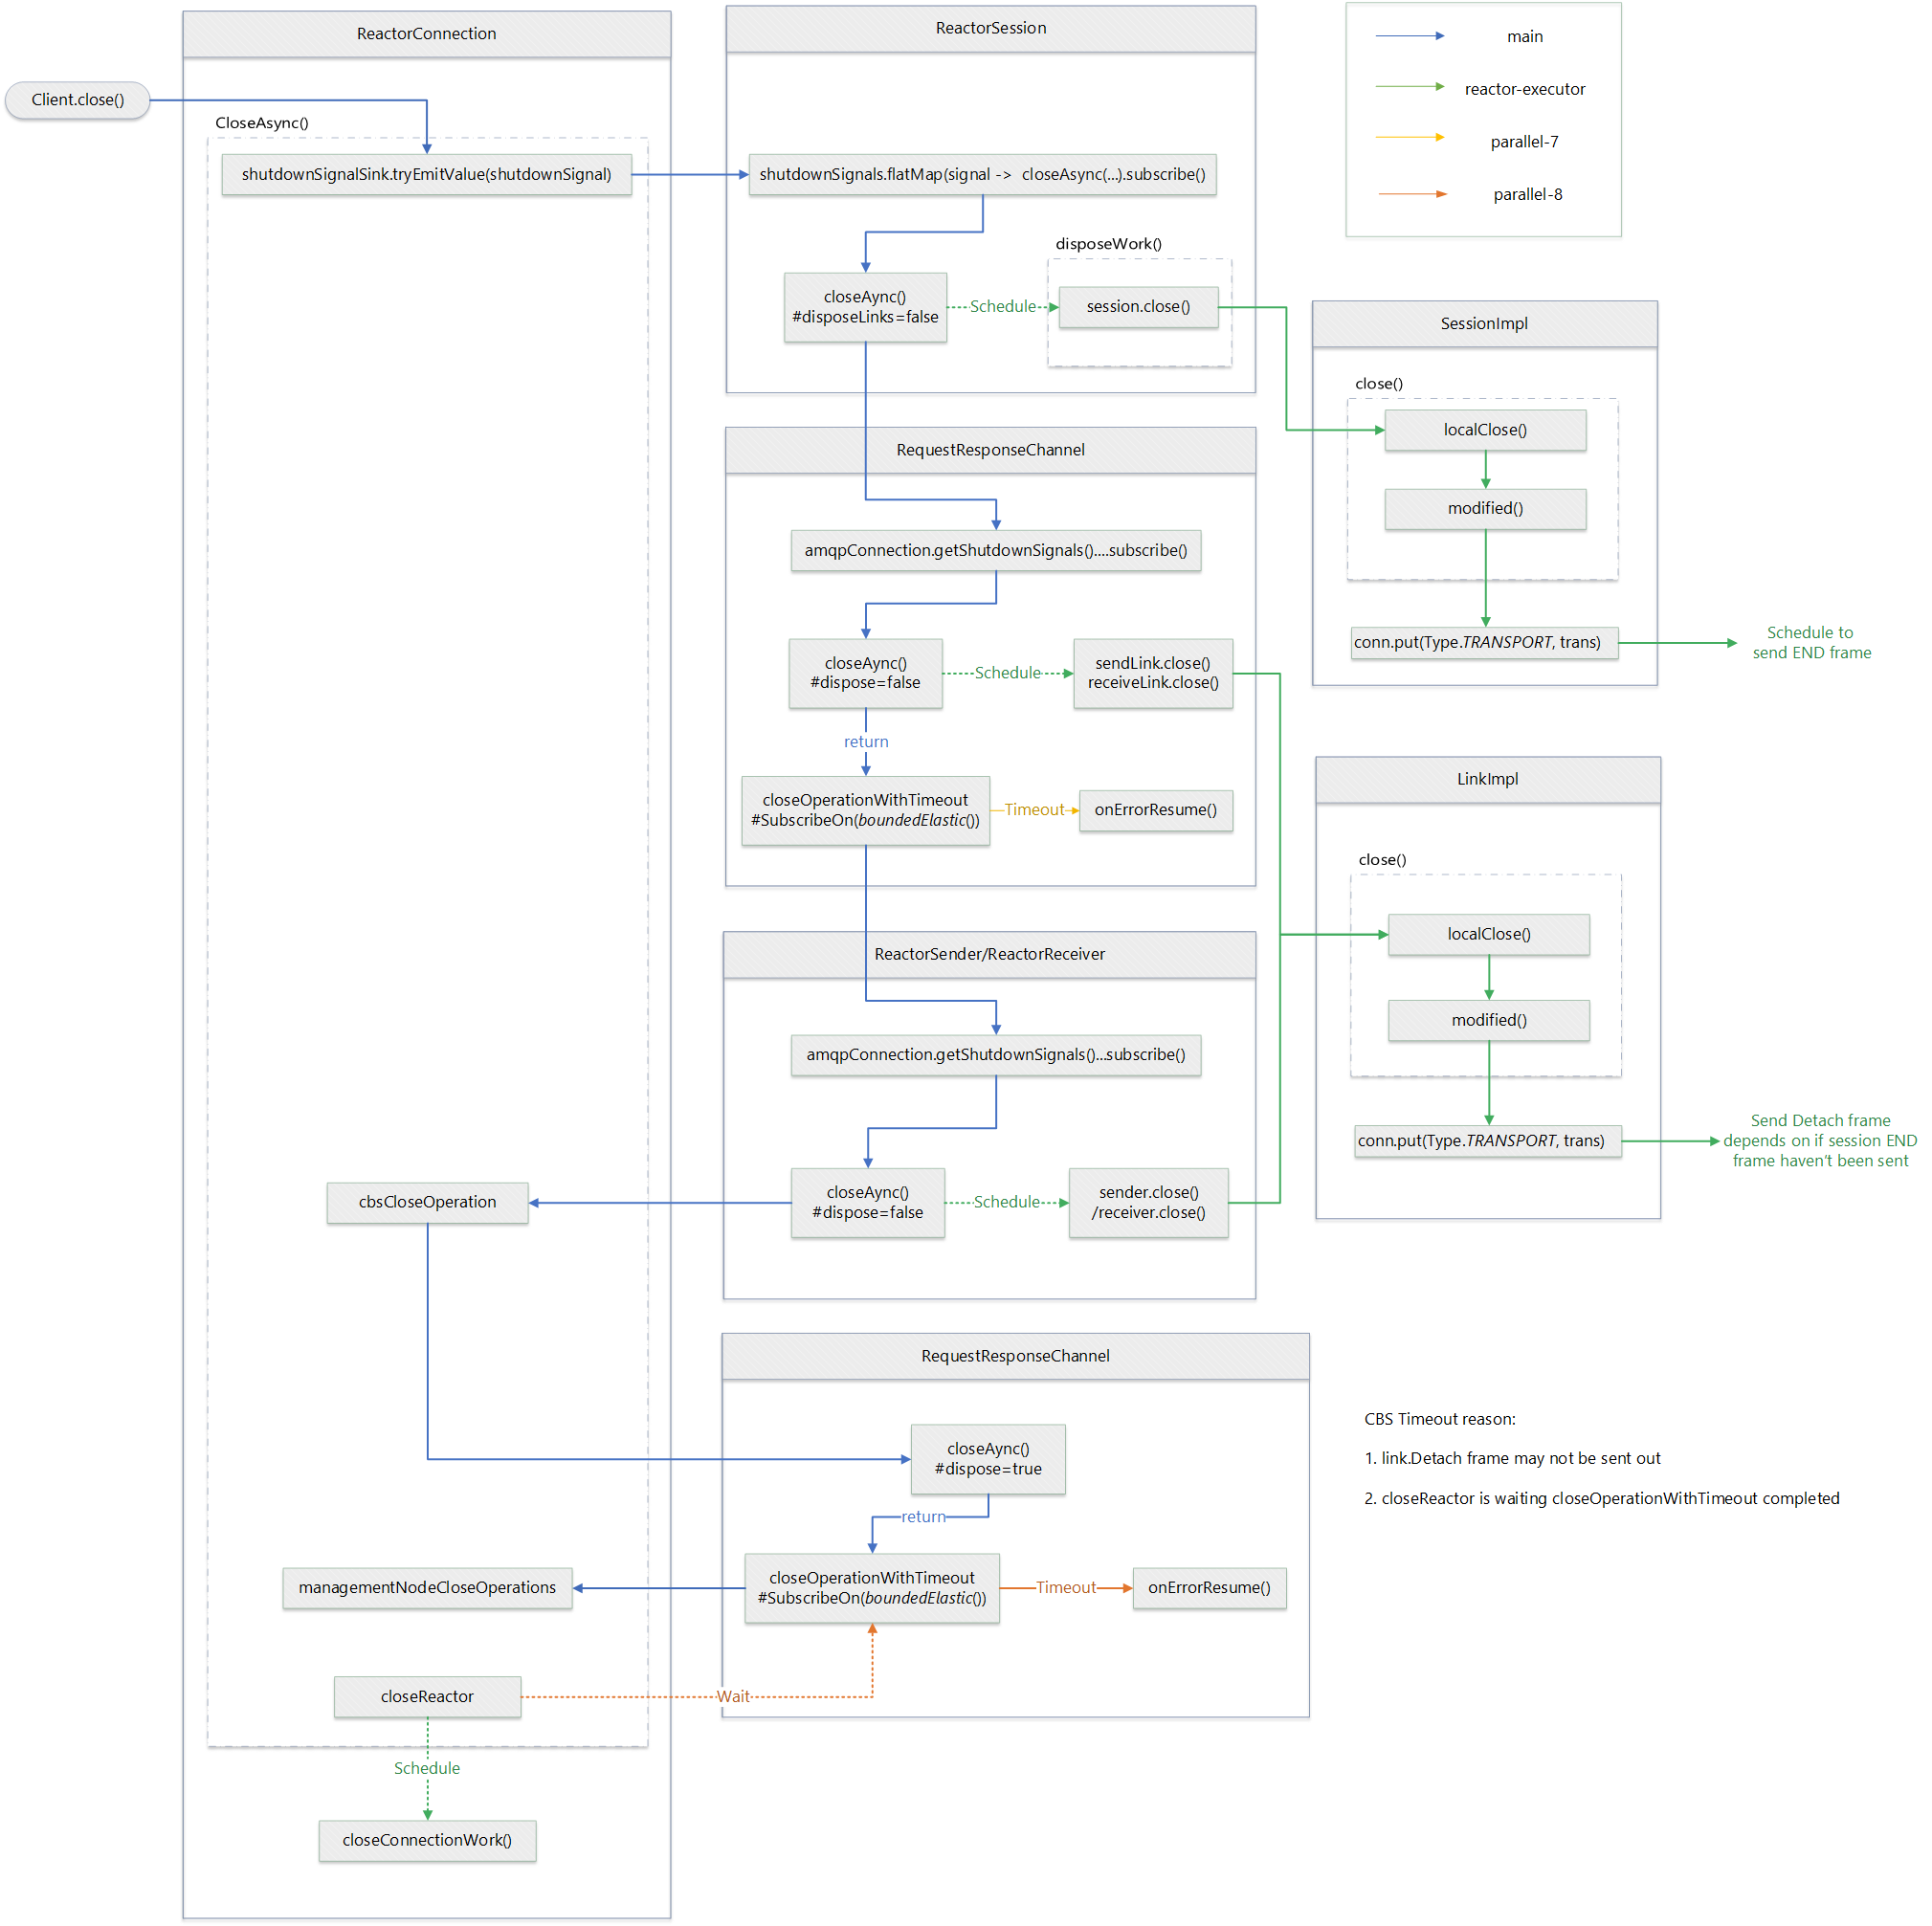 ReactorConnection
Client.close()
CloseAsync()
shutdownSignalSink.tryEmitValue(shutdownSignal)
ReactorSession
shutdownSignals.flatMap(signal -> closeAsync(...).subscribe()
disposeWork()
closeAync()
#disposeLinks=false
Schedule
session.close()
main
reactor-executor
parallel-7
parallel-8
SessionImpl
close()
localClose()
modified()
conn.put(Type.TRANSPORT, trans)
Schedule to
send END frame
RequestResponseChannel
amqpConnection.getShutdownSignals()....subscribe()
closeAync()
#dispose=false
Schedule
sendLink.close()
receiveLink.close()
return
closeOperationWithTimeout
#SubscribeOn(boundedElastic())
Timeout
onErrorResume()
LinkImpl
close()
localClose()
modified()
conn.put(Type.TRANSPORT, trans)
Send Detach frame
depends on if session END
frame haven't been sent
ReactorSender/ReactorReceiver
amqpConnection.getShutdownSignals()...subscribe()
closeAync()
#dispose=false
Schedule
sender.close()
/receiver.close()
cbsCloseOperation
RequestResponseChannel
closeAync()
#dispose=true
return
closeOperationWithTimeout
#SubscribeOn(boundedElastic())
Timeout
onErrorResume()
managementNodeCloseOperations
closeReactor
Wait
Schedule
closeConnectionWork()
CBS Timeout reason:
1. link.Detach frame may not be sent out
2. closeReactor is waiting closeOperationWithTimeout completed